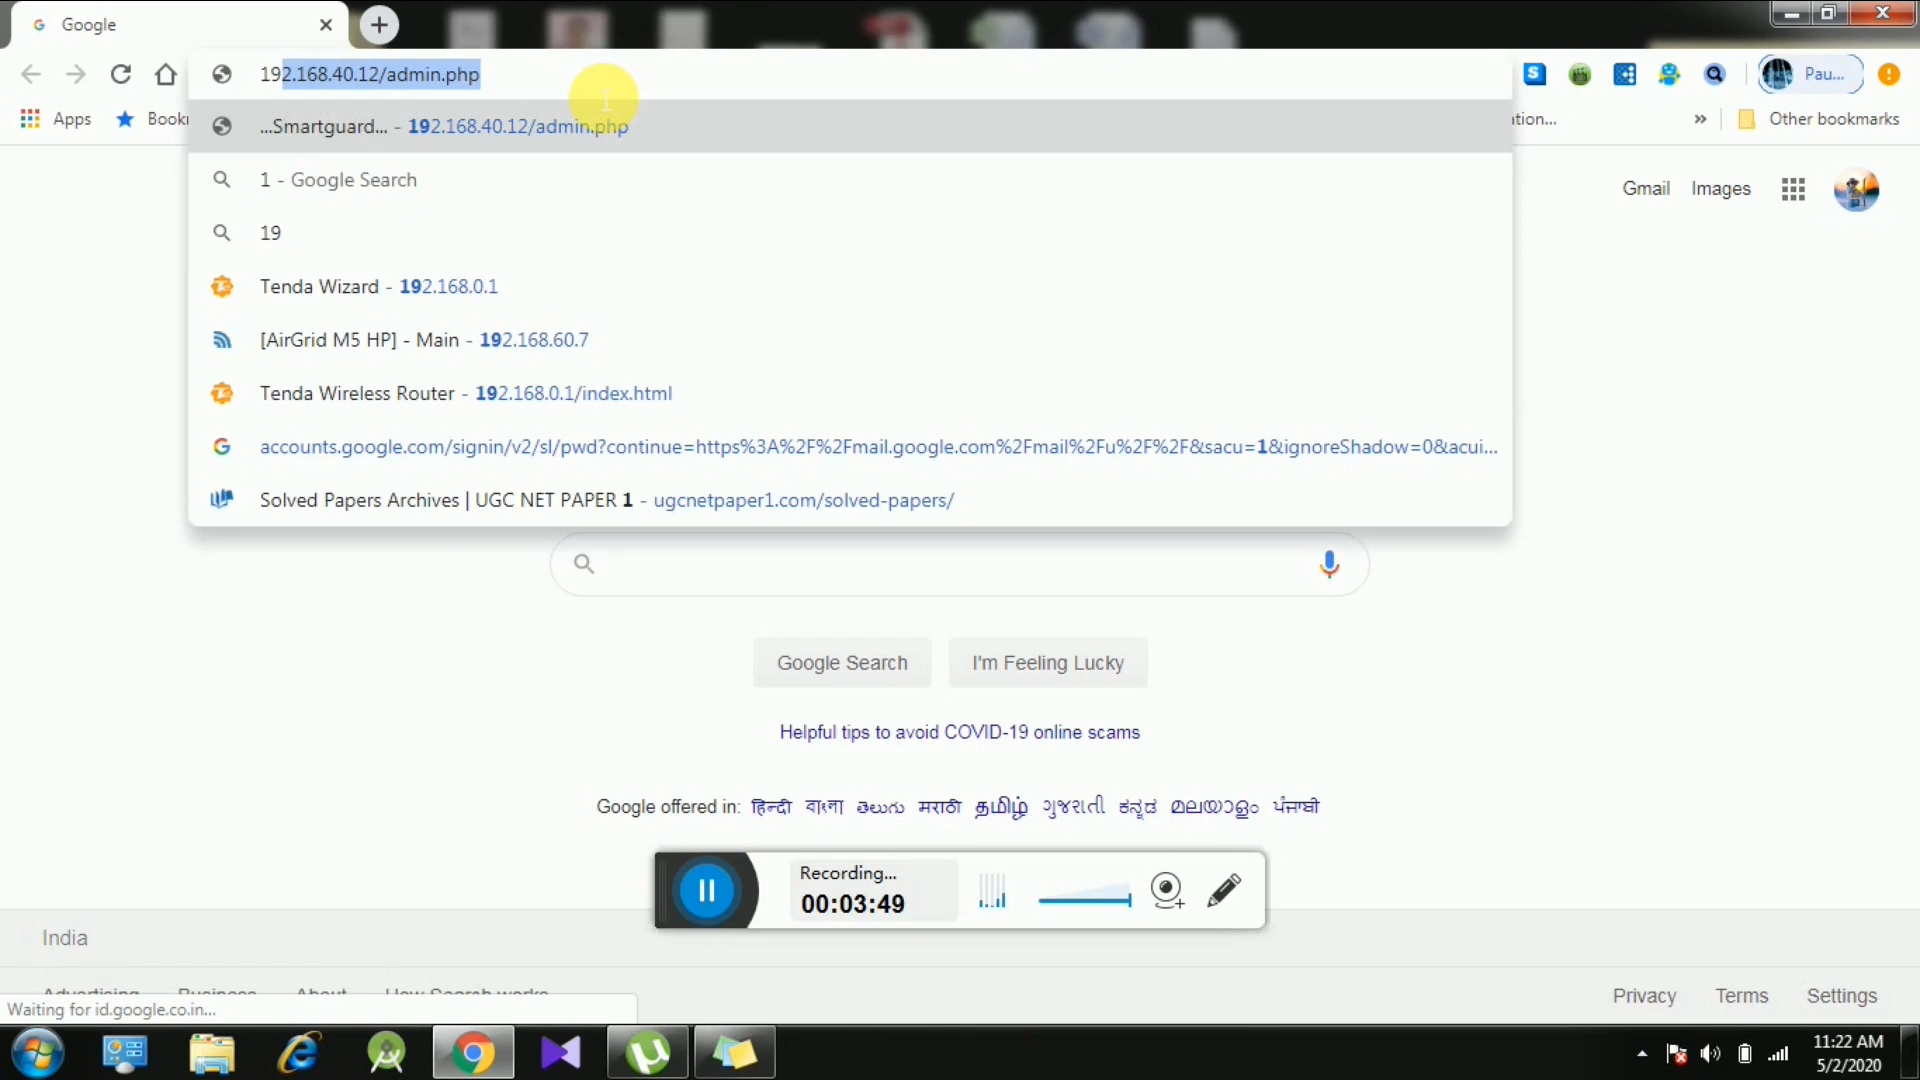 Google
192.168.40.12/admin.php
Pau...
Apps
...Smartguard... - 192.168.40.12/admin.php
tion...
Other bookmarks
1 - Google Search
Gmail Images
19
Tenda Wizard - 192.168.0.1
[AirGrid M5 HP] - Main - 192.168.60.7
Tenda Wireless Router - 192.168.0.1/index.html
accounts.google.com/signin/v2/sl/pwd?continue=https%3A%2F%2Fmail.google.com%2Fmail%2Fu%2F%2F&sacu=1&ignoreShadow=0&acui...
Solved Papers Archives | UGC NET PAPER 1 - ugcnetpaper1.com/solved-papers/
Google Search I'm Feeling Lucky
Helpful tips to avoid COVID-19 online scams
Google offered in: हिन्दी বাংলা తెలుగు मराठी தமிழ் ગુજરાતી ಕನ್ನಡ മലയാളം ਪੰਜਾਬੀ
Recording...
00:03:49
India
Advertising Business About How Search works
Privacy Terms Settings
Waiting for id.google.co.in...
11:22 AM
5/2/2020